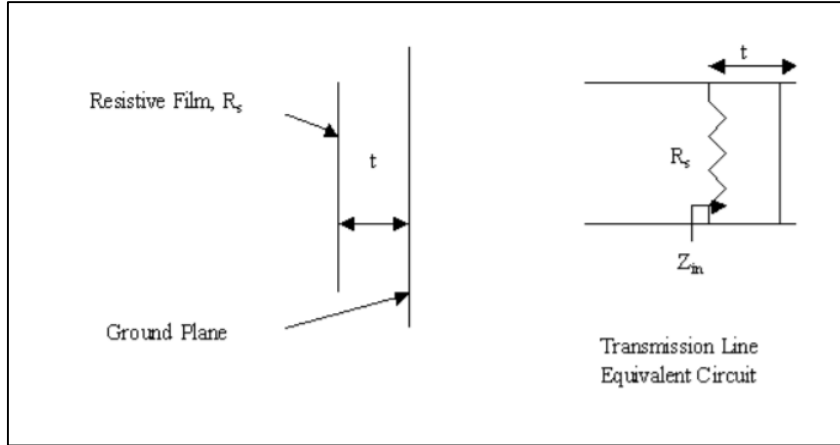 Resistive Film, Rs
t
Ground Plane
t
Rs
Zin
Transmission Line
Equivalent Circuit